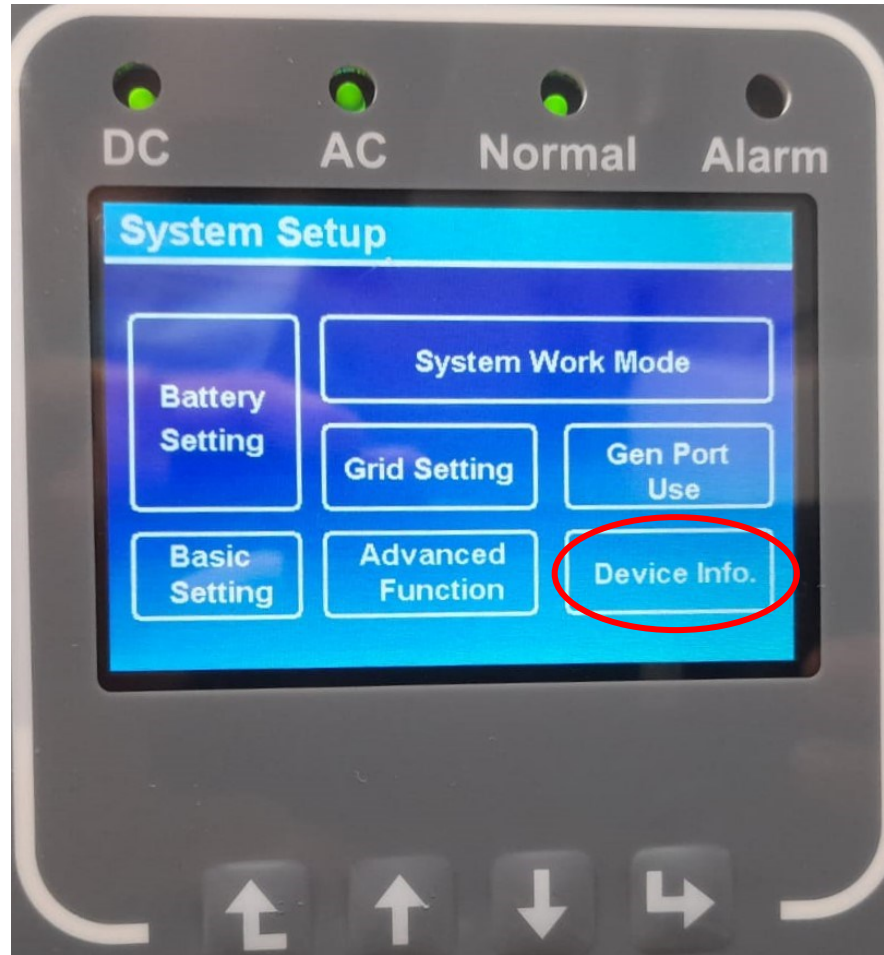 DC
AC
Normal
Alarm
System Setup
Battery
Setting
System Work Mode
Grid Setting
Gen Port
Use
Basic
Setting
Advanced
Function
Device Info.